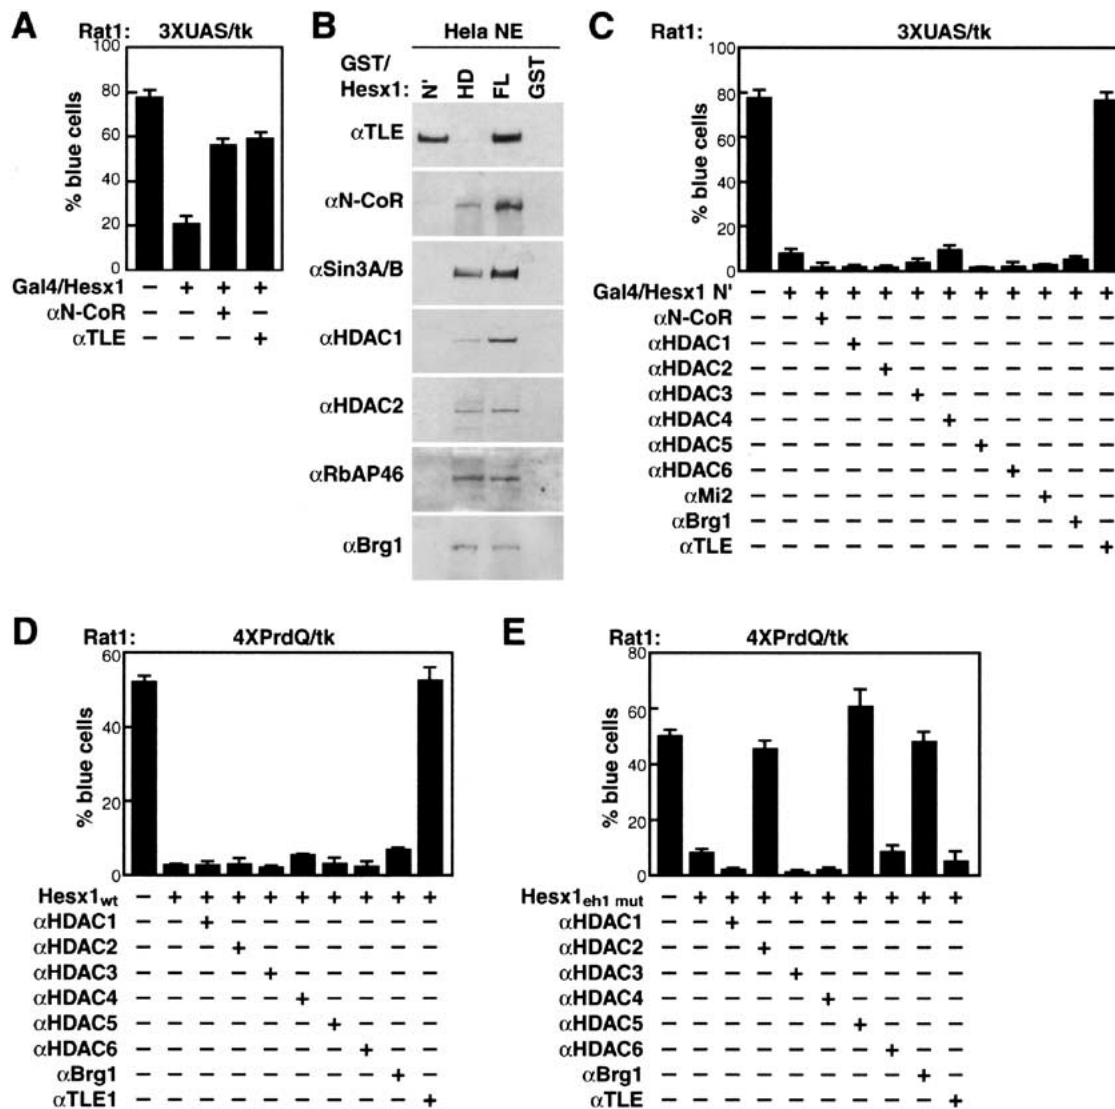 A
Rat1: 3XUAS/tk
% blue cells
100
80
60
40
20
0
Gal4/Hesx1 – + + +
αN-CoR – – + –
αTLE – – – +
B
Hela NE
GST/
Hesx1: N' HD FL GST
αTLE
αN-CoR
αSin3A/B
αHDAC1
αHDAC2
αRbAP46
αBrg1
C
Rat1: 3XUAS/tk
% blue cells
100
80
60
40
20
0
Gal4/Hesx1 N' – + + + + + + + + + + +
αN-CoR – – + – – – – – – – – –
αHDAC1 – – – + – – – – – – – –
αHDAC2 – – – – + – – – – – – –
αHDAC3 – – – – – + – – – – – –
αHDAC4 – – – – – – + – – – – –
αHDAC5 – – – – – – – + – – – –
αHDAC6 – – – – – – – – + – – –
αMi2 – – – – – – – – – + – –
αBrg1 – – – – – – – – – – + –
αTLE – – – – – – – – – – – +
D
Rat1: 4XPrdQ/tk
% blue cells
60
40
20
0
Hesx1wt – + + + + + + + + +
αHDAC1 – – + – – – – – – –
αHDAC2 – – – + – – – – – –
αHDAC3 – – – – + – – – – –
αHDAC4 – – – – – + – – – –
αHDAC5 – – – – – – + – – –
αHDAC6 – – – – – – – + – –
αBrg1 – – – – – – – – + –
αTLE1 – – – – – – – – – +
E
Rat1: 4XPrdQ/tk
% blue cells
80
60
40
20
0
Hesx1eh1 mut – + + + + + + + + +
αHDAC1 – – + – – – – – – –
αHDAC2 – – – + – – – – – –
αHDAC3 – – – – + – – – – –
αHDAC4 – – – – – + – – – –
αHDAC5 – – – – – – + – – –
αHDAC6 – – – – – – – + – –
αBrg1 – – – – – – – – + –
αTLE – – – – – – – – – +